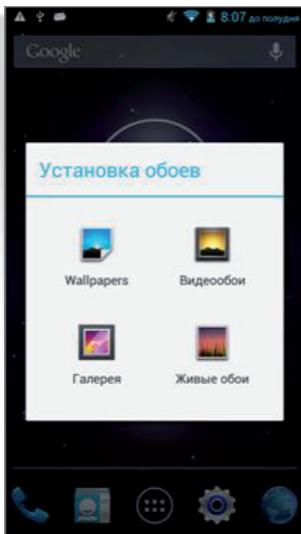 8:07 до полудня
Google
Установка обоев
Wallpapers
Видеообои
Галерея
Живые обои